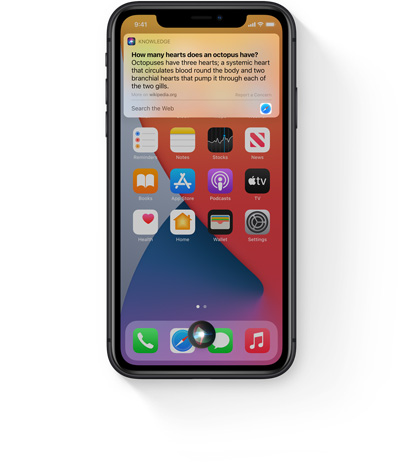 9:41
KNOWLEDGE
How many hearts does an octopus have?
Octopuses have three hearts; a systemic heart
that circulates blood round the body and two
branchial hearts that pump it through each of
the two gills.
More on wikipedia.org Report a Concern
Search the Web
Reminders Notes Stocks News
tv
Books App Store Podcasts TV
Health Home Wallet Settings